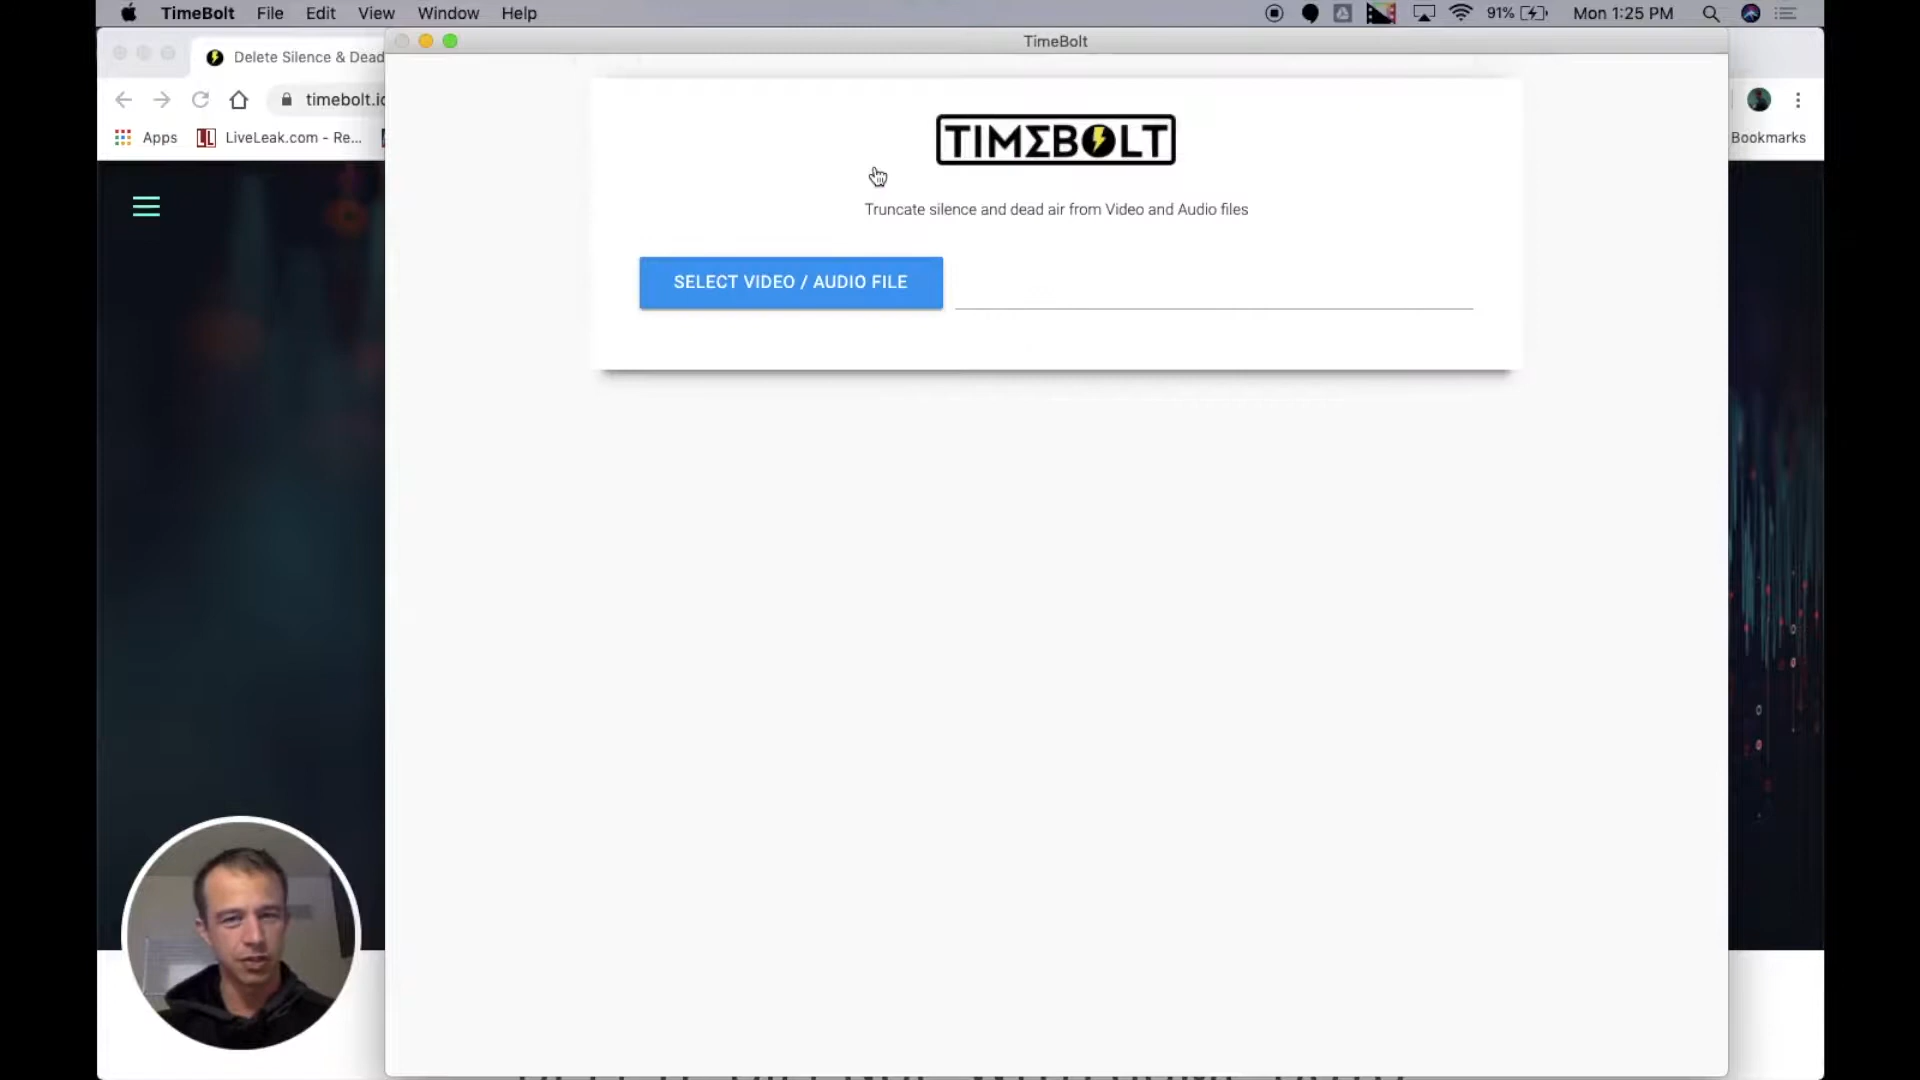 TimeBolt File Edit View Window Help 91% Mon 1:25 PM
TimeBolt
Delete Silence & Dead
timebolt.io
Apps LiveLeak.com - Re... Bookmarks
TIMΣBOLT
Truncate silence and dead air from Video and Audio files
SELECT VIDEO / AUDIO FILE